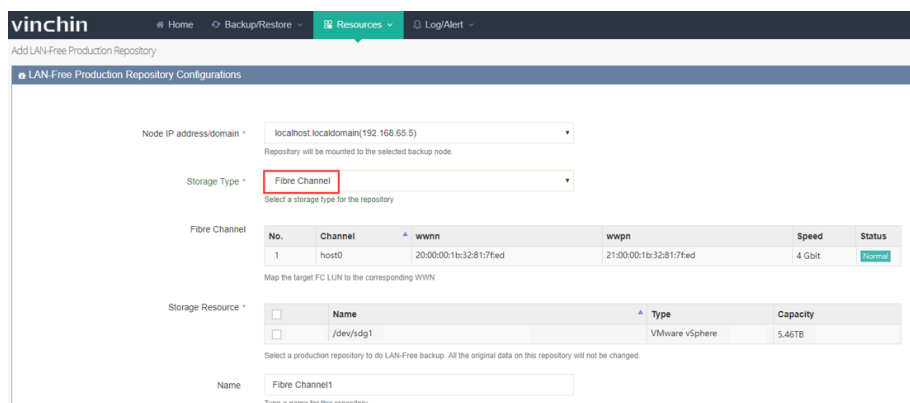 vinchin Home Backup/Restore Resources Log/Alert
Add LAN-Free Production Repository
LAN-Free Production Repository Configurations
Node IP address/domain * localhost.localdomain(192.168.65.5)
Repository will be mounted to the selected backup node.
Storage Type * Fibre Channel
Select a storage type for the repository
Fibre Channel
No. Channel wwnn wwpn Speed Status
1 host0 20:00:00:1b:32:81:7f:ed 21:00:00:1b:32:81:7f:ed 4 Gbit Normal
Map the target FC LUN to the corresponding WWN
Storage Resource *
Name Type Capacity
/dev/sdg1 VMware vSphere 5.46TB
Select a production repository to do LAN-Free backup. All the original data on this repository will not be changed.
Name Fibre Channel1
Type a name for this repository